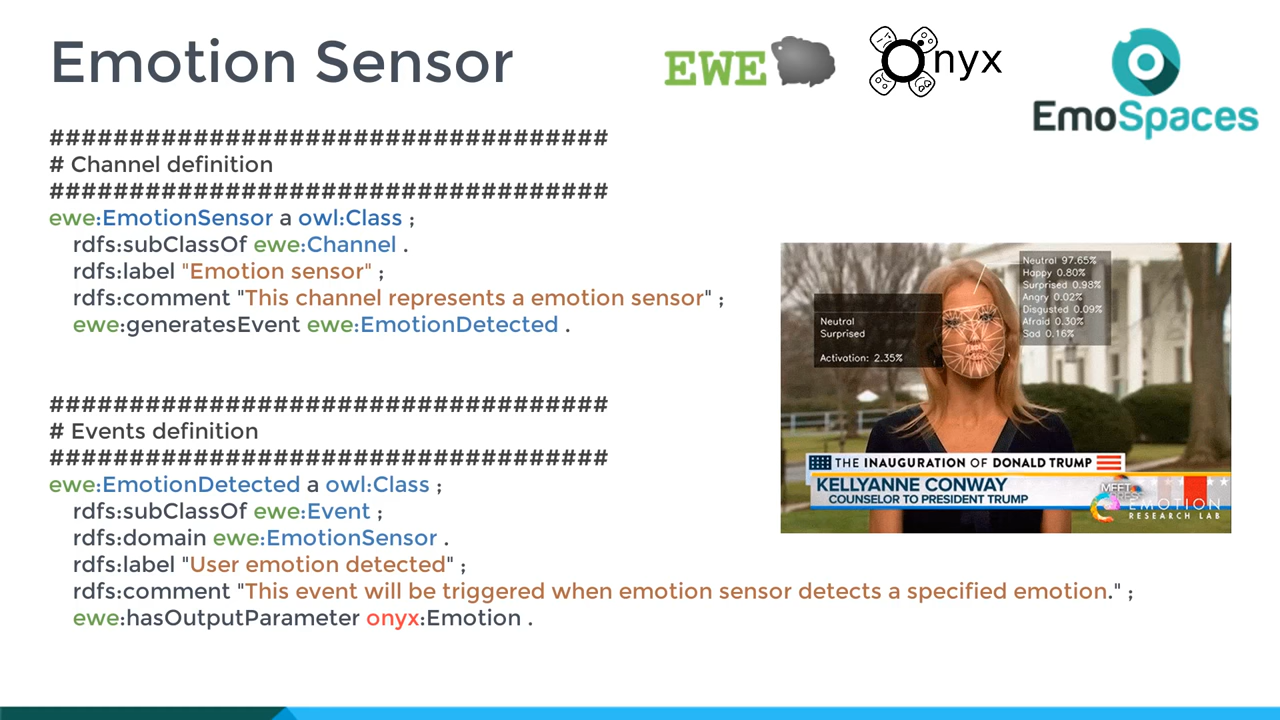 Emotion Sensor
EWE
Onyx
EmoSpaces
###################################
# Channel definition
###################################
ewe:EmotionSensor a owl:Class ;
rdfs:subClassOf ewe:Channel .
rdfs:label "Emotion sensor" ;
rdfs:comment "This channel represents a emotion sensor" ;
ewe:generatesEvent ewe:EmotionDetected .
###################################
# Events definition
###################################
ewe:EmotionDetected a owl:Class ;
rdfs:subClassOf ewe:Event ;
rdfs:domain ewe:EmotionSensor .
rdfs:label "User emotion detected" ;
rdfs:comment "This event will be triggered when emotion sensor detects a specified emotion." ;
ewe:hasOutputParameter onyx:Emotion .
Neutral 97.65%
Happy 0.80%
Surprised 0.98%
Angry 0.02%
Disgusted 0.09%
Afraid 0.30%
Sad 0.16%
Neutral
Surprised
Activation: 2.35%
THE INAUGURATION OF DONALD TRUMP
KELLYANNE CONWAY
COUNSELOR TO PRESIDENT TRUMP
MEET
EMOTION
RESEARCH LAB